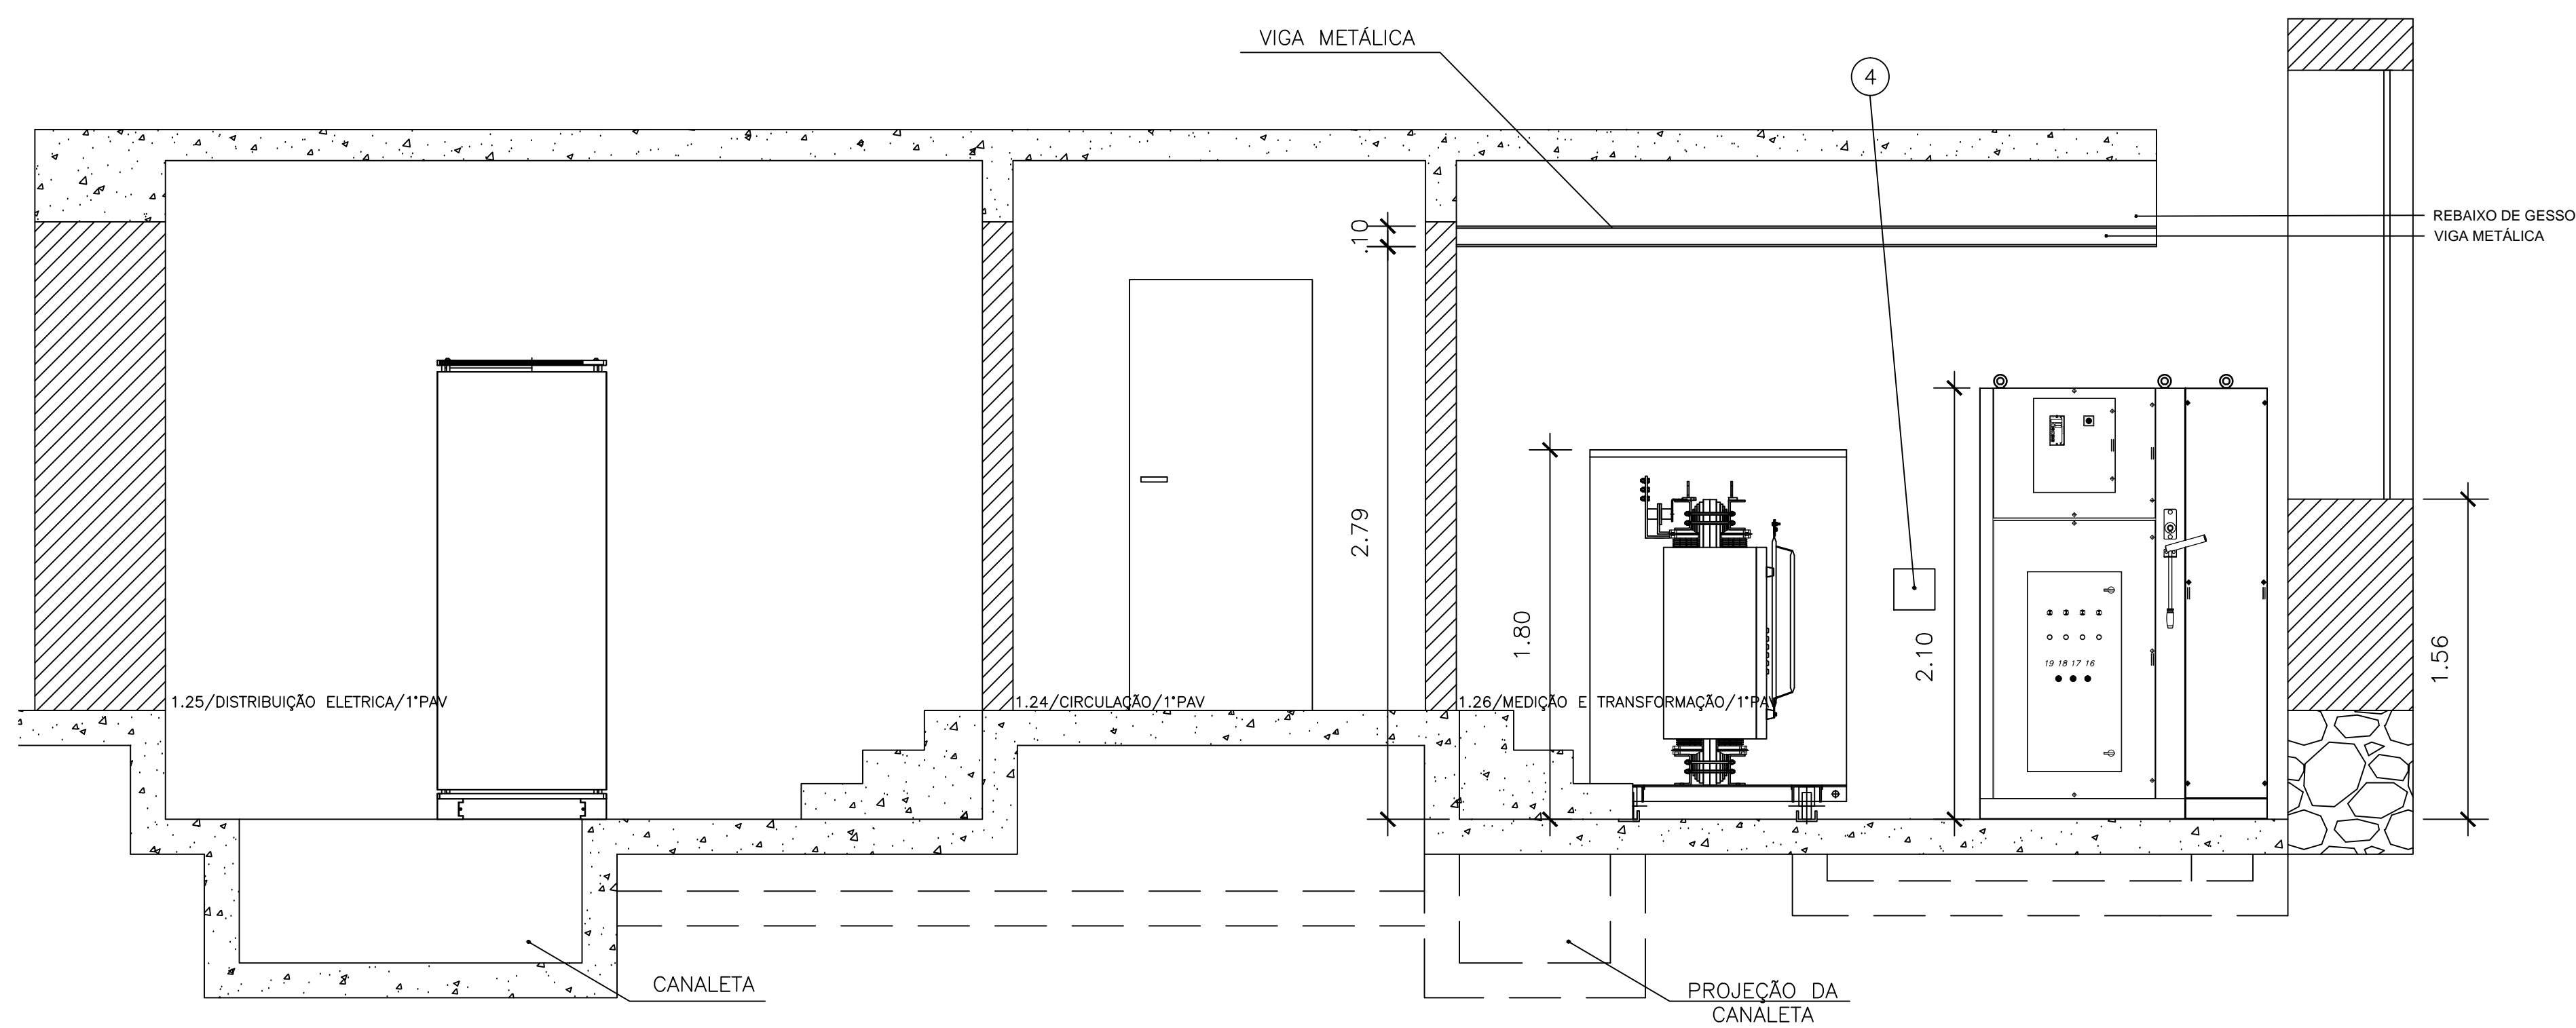 VIGA METÁLICA
4
REBAIXO DE GESSO
VIGA METÁLICA
.10
2.79
1.80
2.10
1.56
19 18 17 16
1.25/DISTRIBUIÇÃO ELETRICA/1°PAV
1.24/CIRCULAÇÃO/1°PAV
1.26/MEDIÇÃO E TRANSFORMAÇÃO/1°PAV
CANALETA
PROJEÇÃO DA
CANALETA